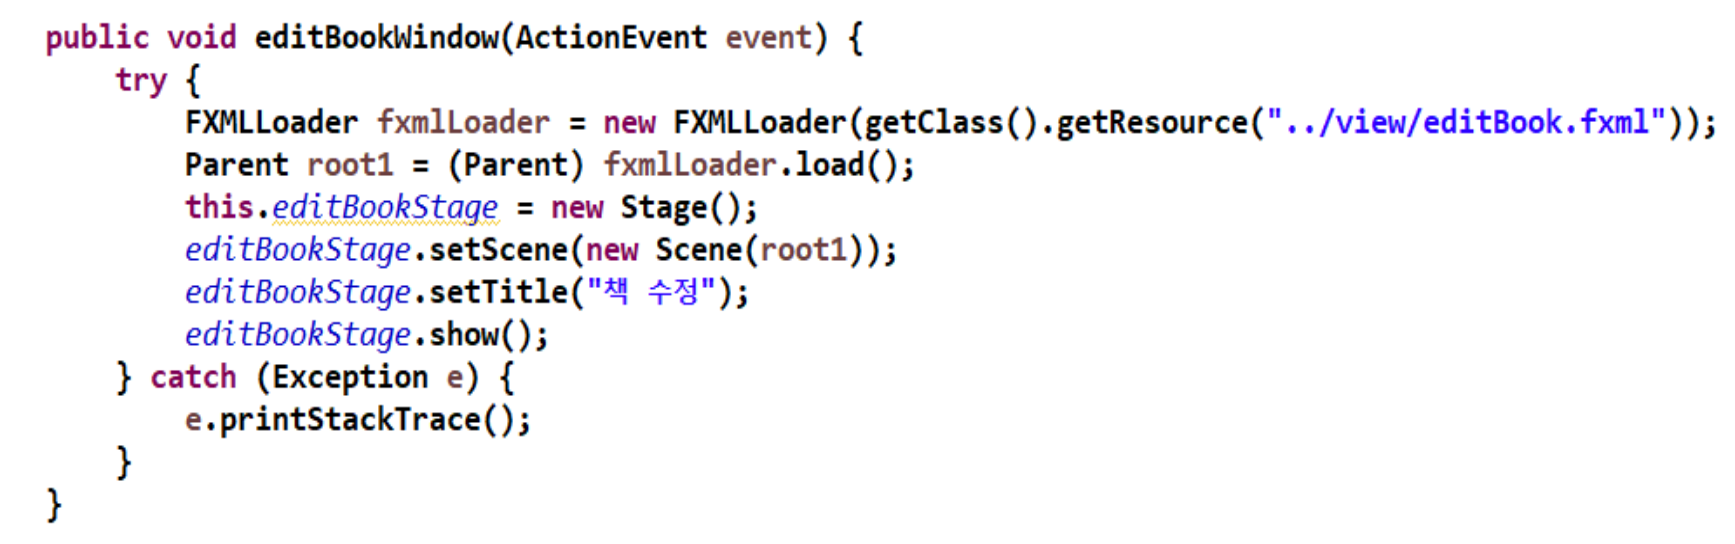 public void editBookWindow(ActionEvent event) {
    try {
        FXMLLoader fxmlLoader = new FXMLLoader(getClass().getResource("../view/editBook.fxml"));
        Parent root1 = (Parent) fxmlLoader.load();
        this.editBookStage = new Stage();
        editBookStage.setScene(new Scene(root1));
        editBookStage.setTitle("책 수정");
        editBookStage.show();
    } catch (Exception e) {
        e.printStackTrace();
    }
}